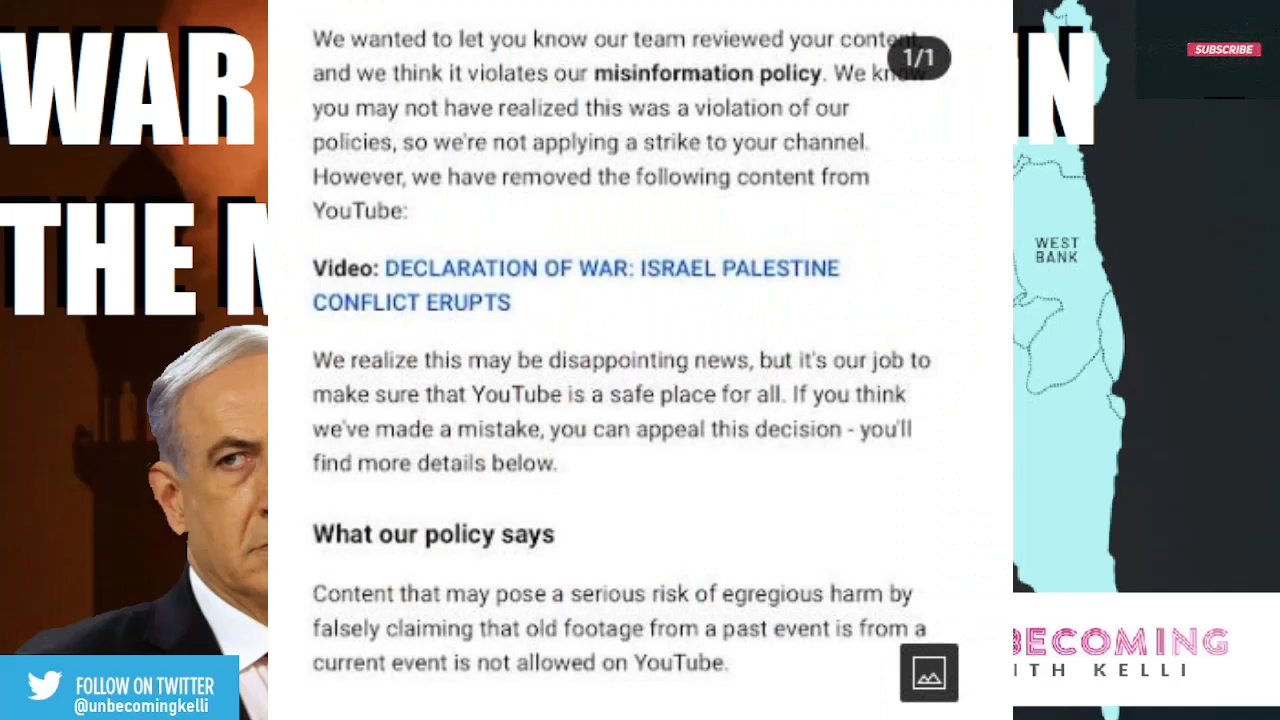 WAR
THE
N
We wanted to let you know our team reviewed your content,
and we think it violates our misinformation policy. We know
you may not have realized this was a violation of our
policies, so we're not applying a strike to your channel.
However, we have removed the following content from
YouTube:
1/1
Video: DECLARATION OF WAR: ISRAEL PALESTINE
CONFLICT ERUPTS
We realize this may be disappointing news, but it's our job to
make sure that YouTube is a safe place for all. If you think
we've made a mistake, you can appeal this decision - you'll
find more details below.
What our policy says
Content that may pose a serious risk of egregious harm by
falsely claiming that old footage from a past event is from a
current event is not allowed on YouTube.
SUBSCRIBE
WEST
BANK
BECOMING
ITH KELLI
FOLLOW ON TWITTER
@unbecomingkelli